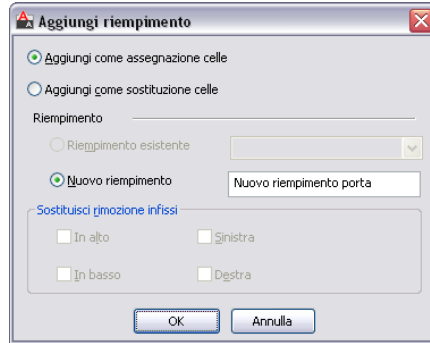 Aggiungi riempimento
Aggiungi come assegnazione celle
Aggiungi come sostituzione celle
Riempimento
Riempimento esistente
Nuovo riempimento Nuovo riempimento porta
Sostituisci rimozione infissi
In alto Sinistra
In basso Destra
OK Annulla